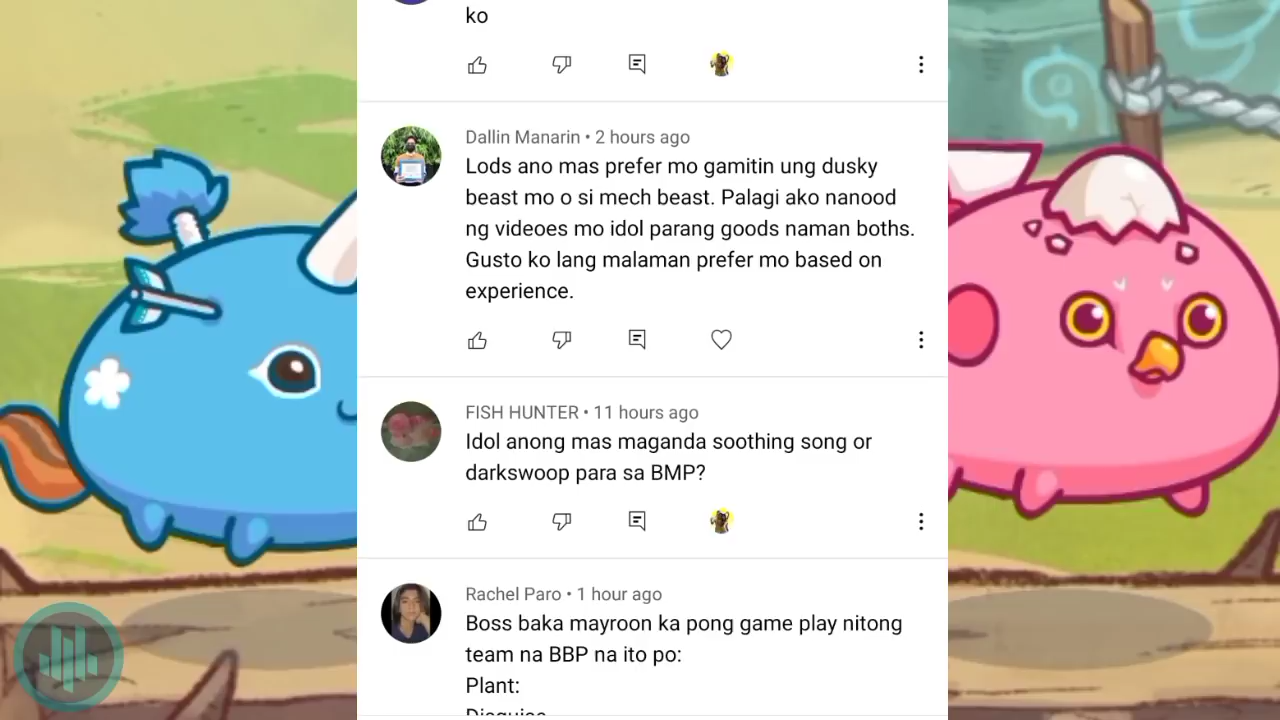 ko
Dallin Manarin • 2 hours ago
Lods ano mas prefer mo gamitin ung dusky
beast mo o si mech beast. Palagi ako nanood
ng videoes mo idol parang goods naman boths.
Gusto ko lang malaman prefer mo based on
experience.
FISH HUNTER • 11 hours ago
Idol anong mas maganda soothing song or
darkswoop para sa BMP?
Rachel Paro • 1 hour ago
Boss baka mayroon ka pong game play nitong
team na BBP na ito po:
Plant: